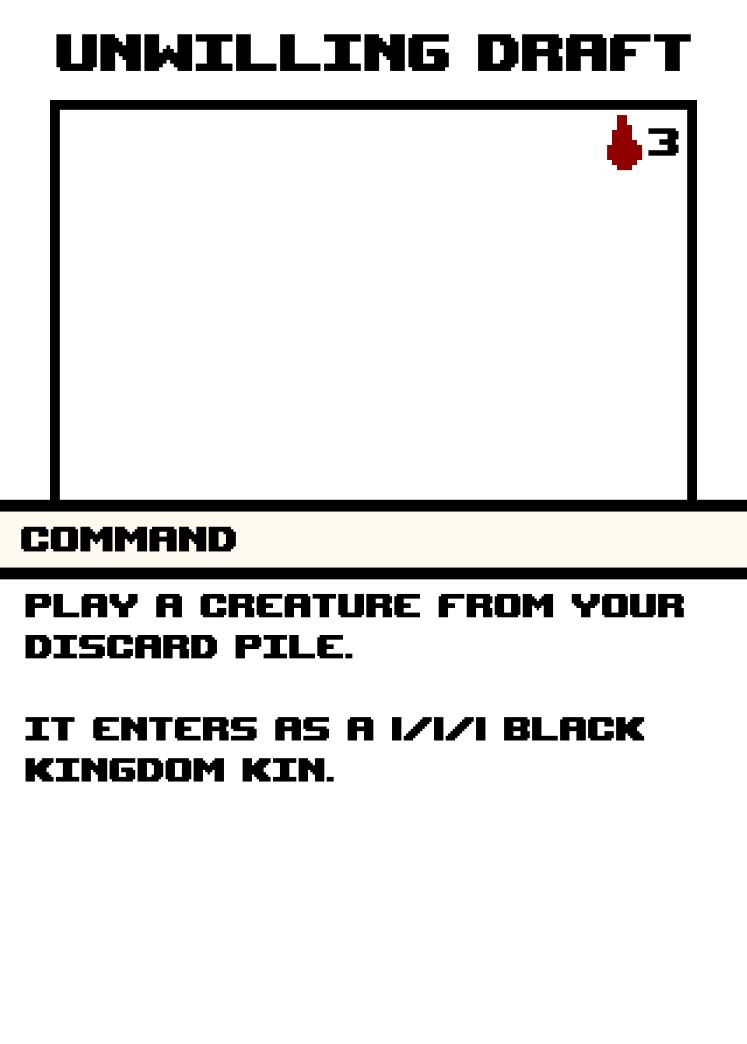 UNWILLING DRAFT
3
COMMAND
PLAY A CREATURE FROM YOUR
DISCARD PILE.
IT ENTERS AS A 1/1/1 BLACK
KINGDOM KIN.